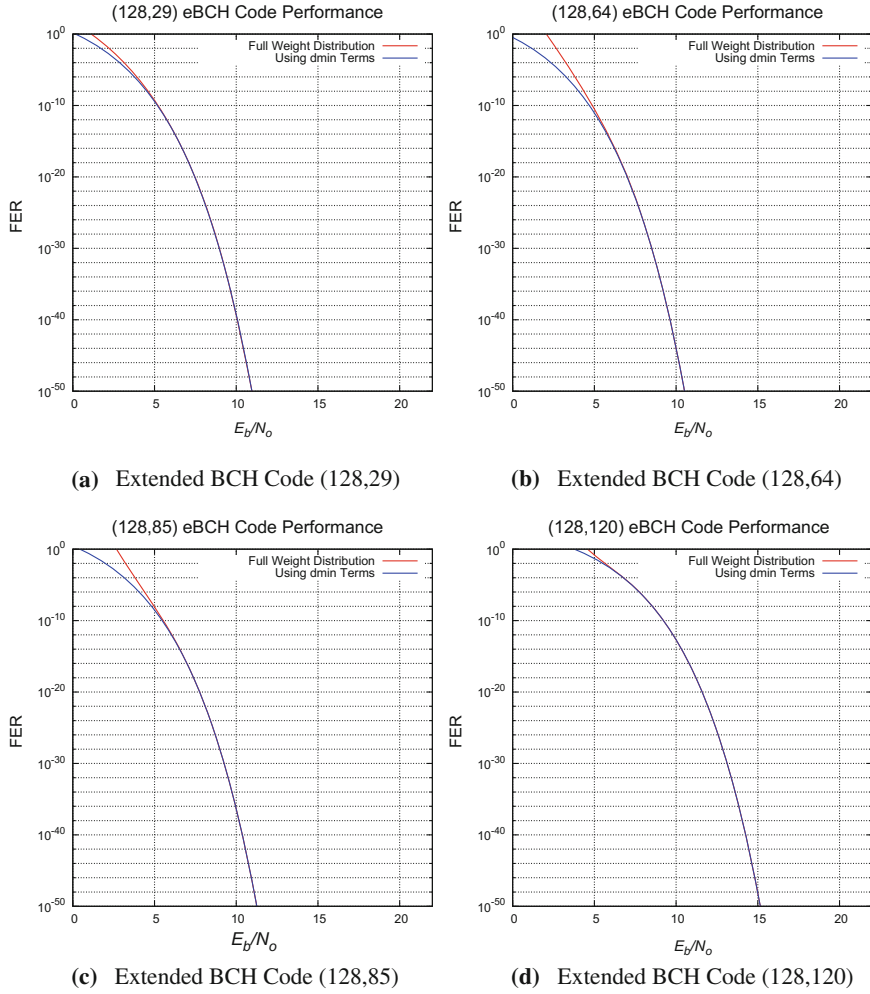 (128,29) eBCH Code Performance
Full Weight Distribution
Using dmin Terms
10^0
10^-10
10^-20
10^-30
10^-40
10^-50
FER
0 5 10 15 20
E_b/N_o
(a) Extended BCH Code (128,29)
(128,64) eBCH Code Performance
Full Weight Distribution
Using dmin Terms
10^0
10^-10
10^-20
10^-30
10^-40
10^-50
FER
0 5 10 15 20
E_b/N_o
(b) Extended BCH Code (128,64)
(128,85) eBCH Code Performance
Full Weight Distribution
Using dmin Terms
10^0
10^-10
10^-20
10^-30
10^-40
10^-50
FER
0 5 10 15 20
E_b/N_o
(c) Extended BCH Code (128,85)
(128,120) eBCH Code Performance
Full Weight Distribution
Using dmin Terms
10^0
10^-10
10^-20
10^-30
10^-40
10^-50
FER
0 5 10 15 20
E_b/N_o
(d) Extended BCH Code (128,120)